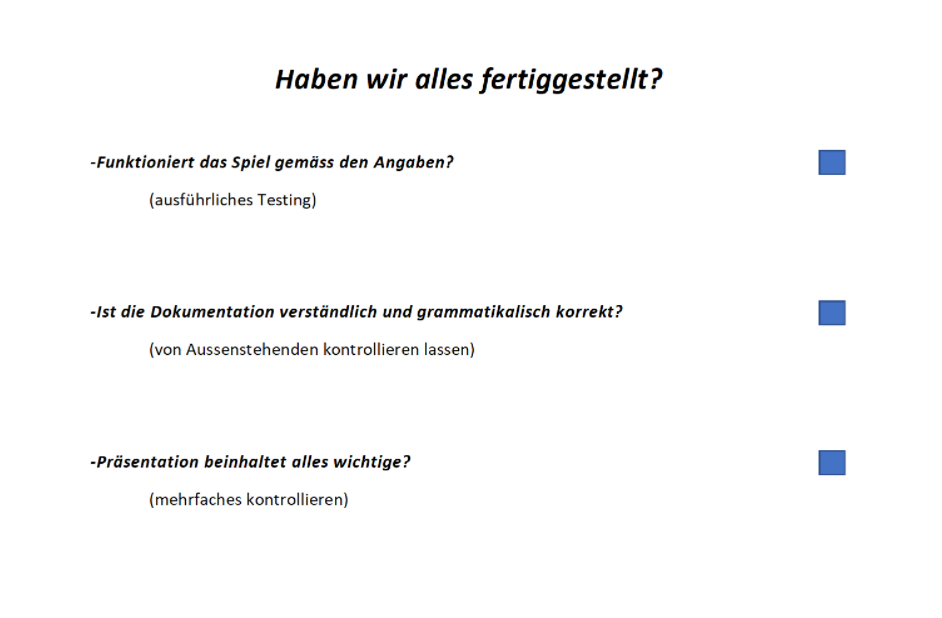 Haben wir alles fertiggestellt?
-Funktioniert das Spiel gemäss den Angaben?
(ausführliches Testing)
-Ist die Dokumentation verständlich und grammatikalisch korrekt?
(von Aussenstehenden kontrollieren lassen)
-Präsentation beinhaltet alles wichtige?
(mehrfaches kontrollieren)